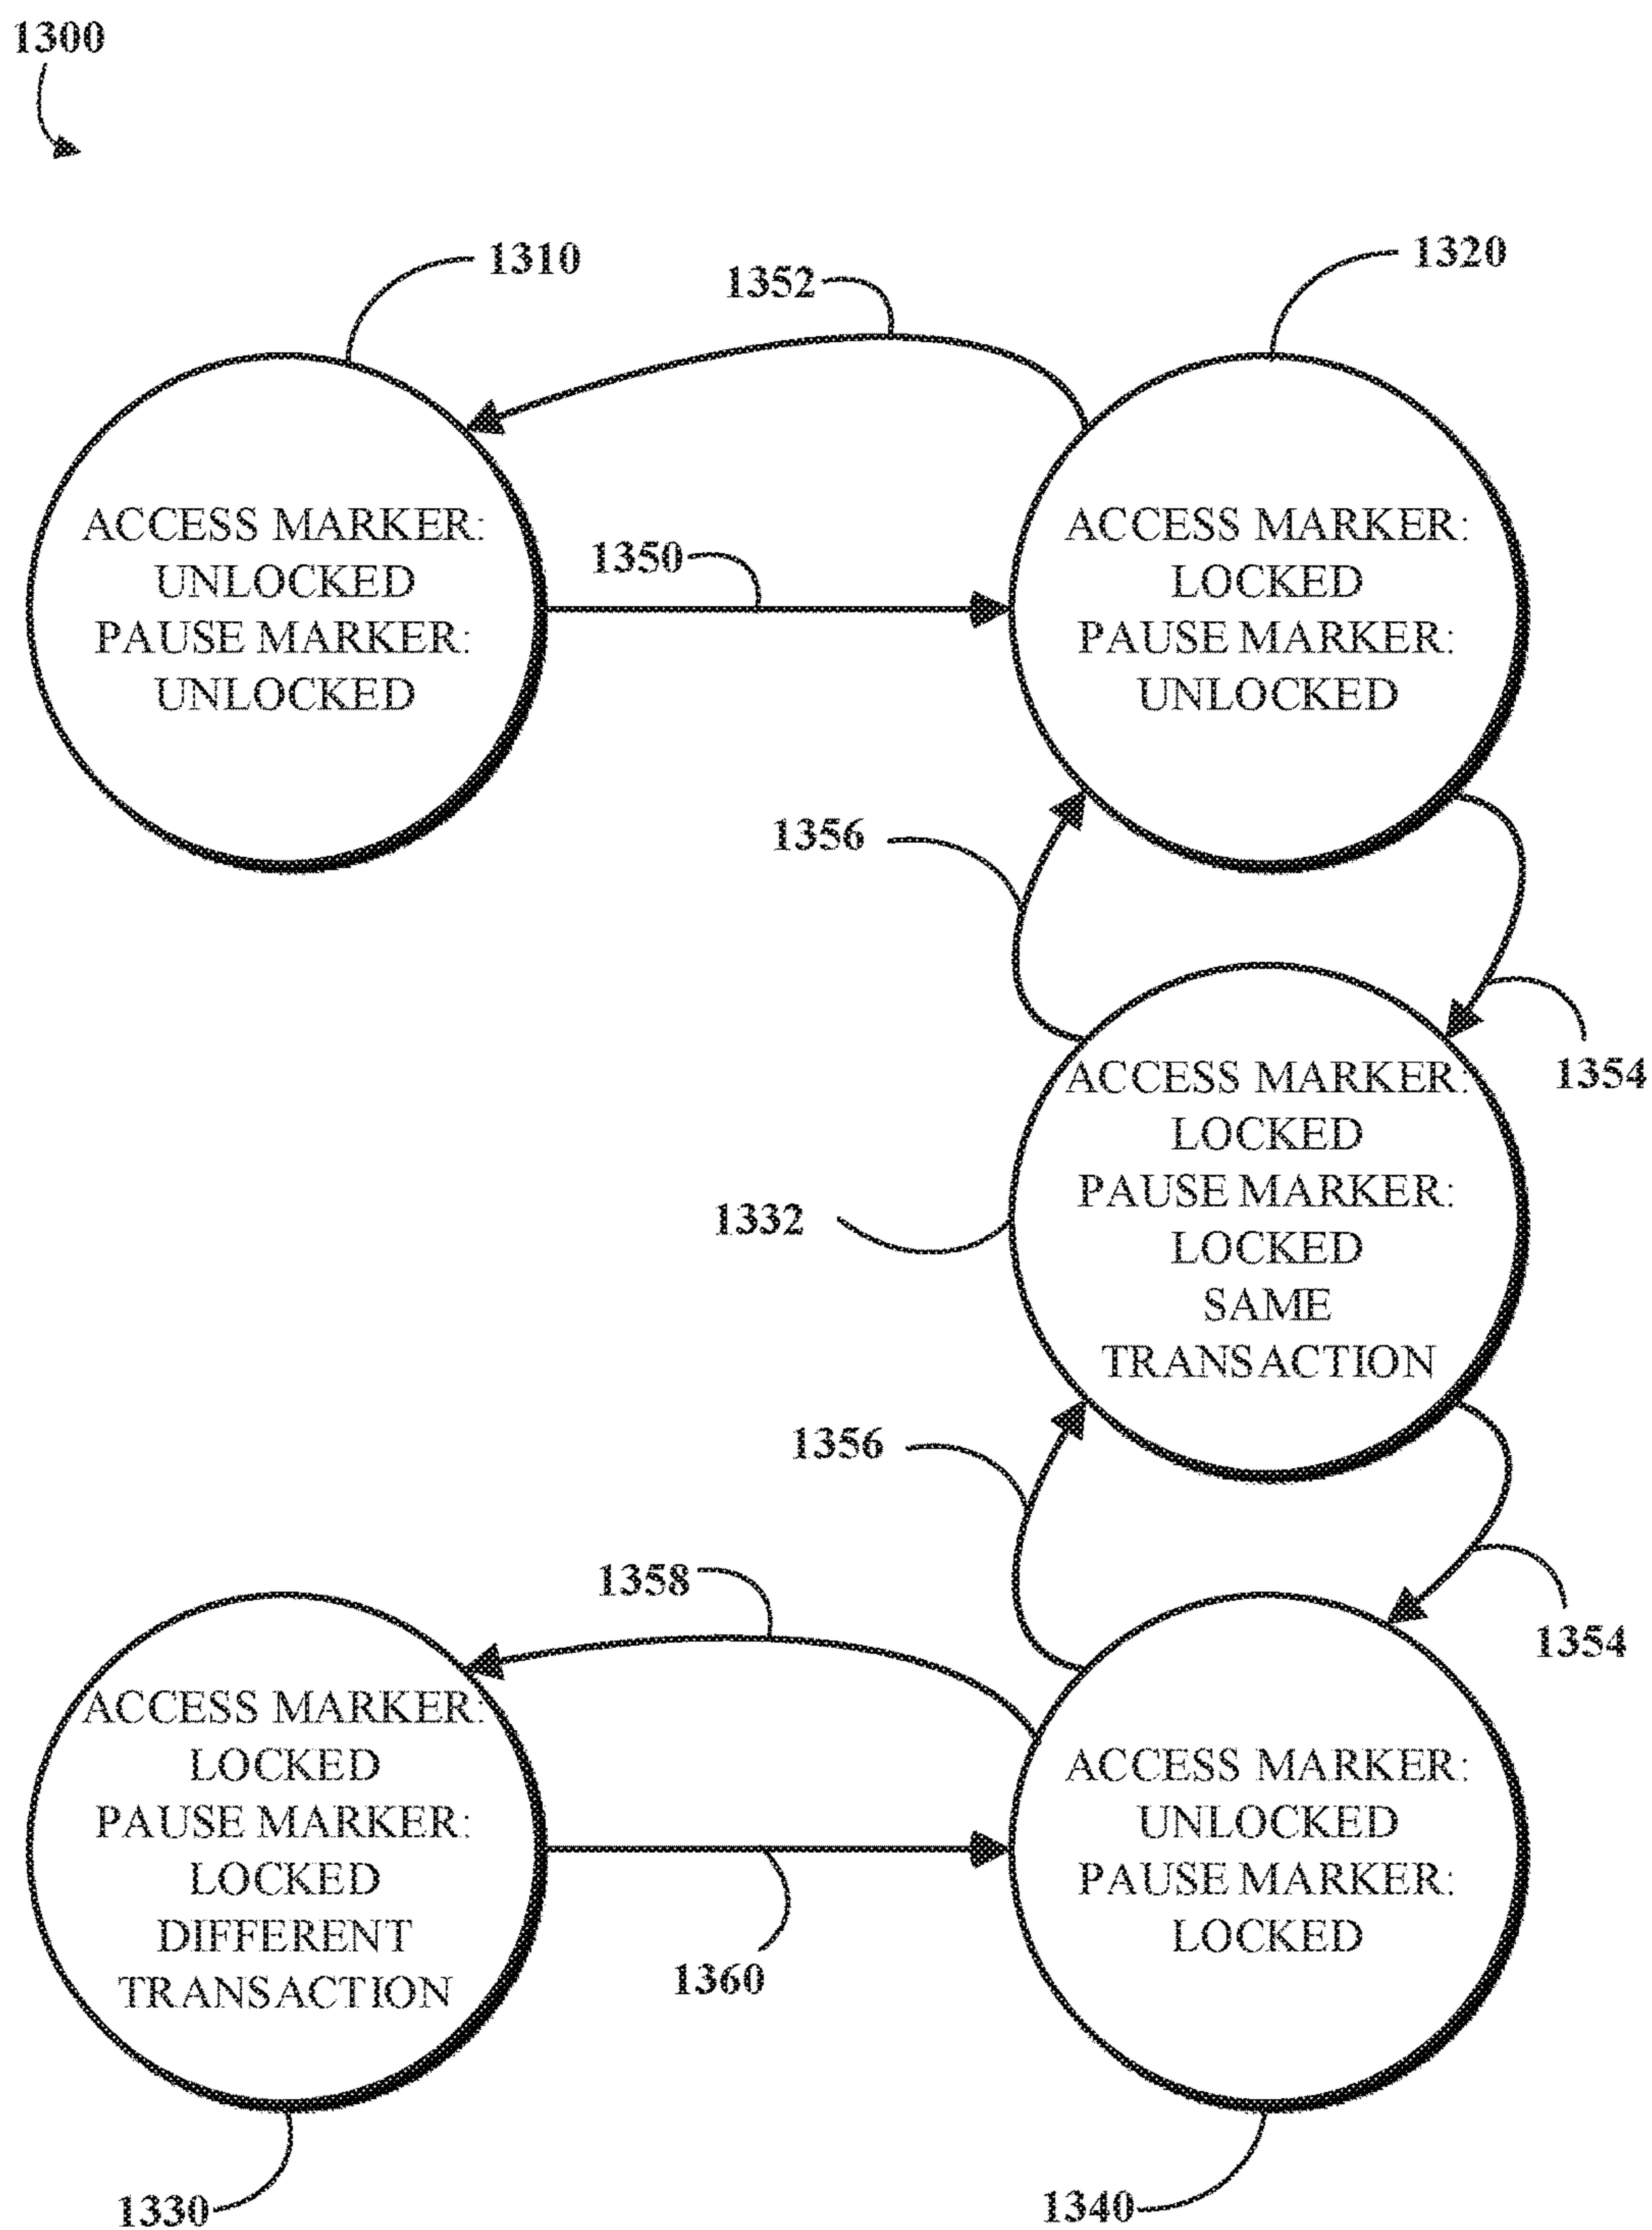 1300
1310
1352
1320
ACCESS MARKER:
UNLOCKED
PAUSE MARKER:
UNLOCKED
1350
ACCESS MARKER:
LOCKED
PAUSE MARKER:
UNLOCKED
1356
1354
1332
ACCESS MARKER:
LOCKED
PAUSE MARKER:
LOCKED
SAME
TRANSACTION
1356
1354
1358
ACCESS MARKER:
LOCKED
PAUSE MARKER:
LOCKED
DIFFERENT
TRANSACTION
1360
ACCESS MARKER:
UNLOCKED
PAUSE MARKER:
LOCKED
1330
1340